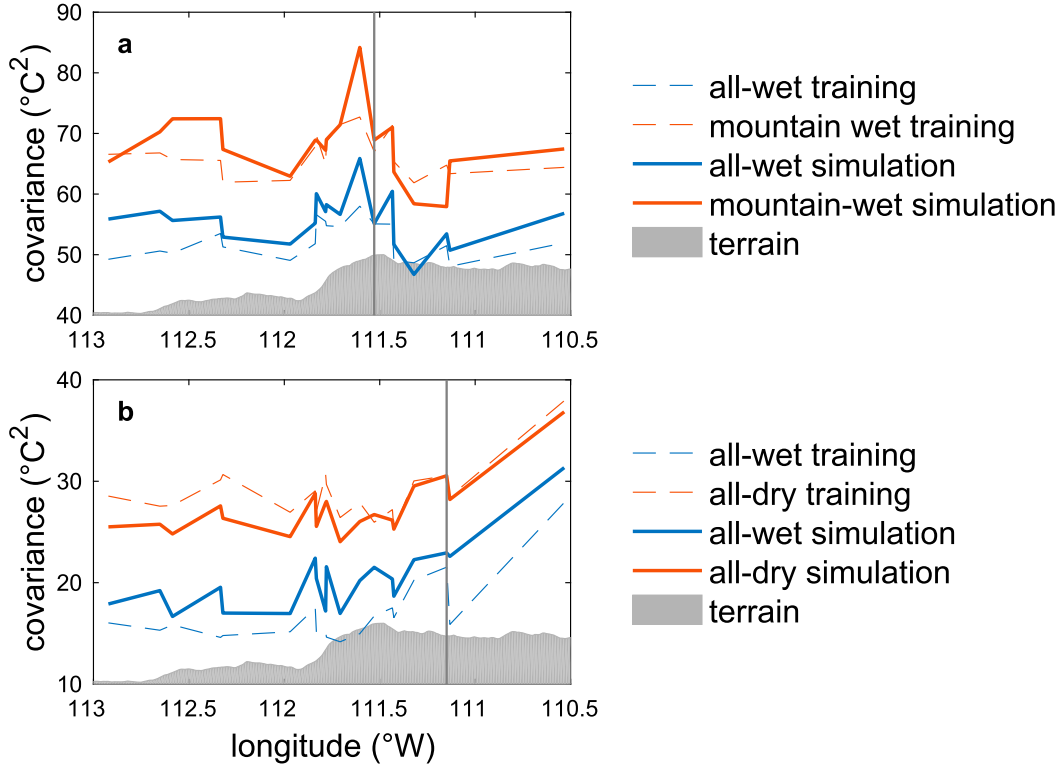 90
80
70
60
50
40
covariance (°C²)
a
113
112.5
112
111.5
111
110.5
all-wet training
mountain wet training
all-wet simulation
mountain-wet simulation
terrain
40
30
20
10
covariance (°C²)
b
113
112.5
112
111.5
111
110.5
longitude (°W)
all-wet training
all-dry training
all-wet simulation
all-dry simulation
terrain